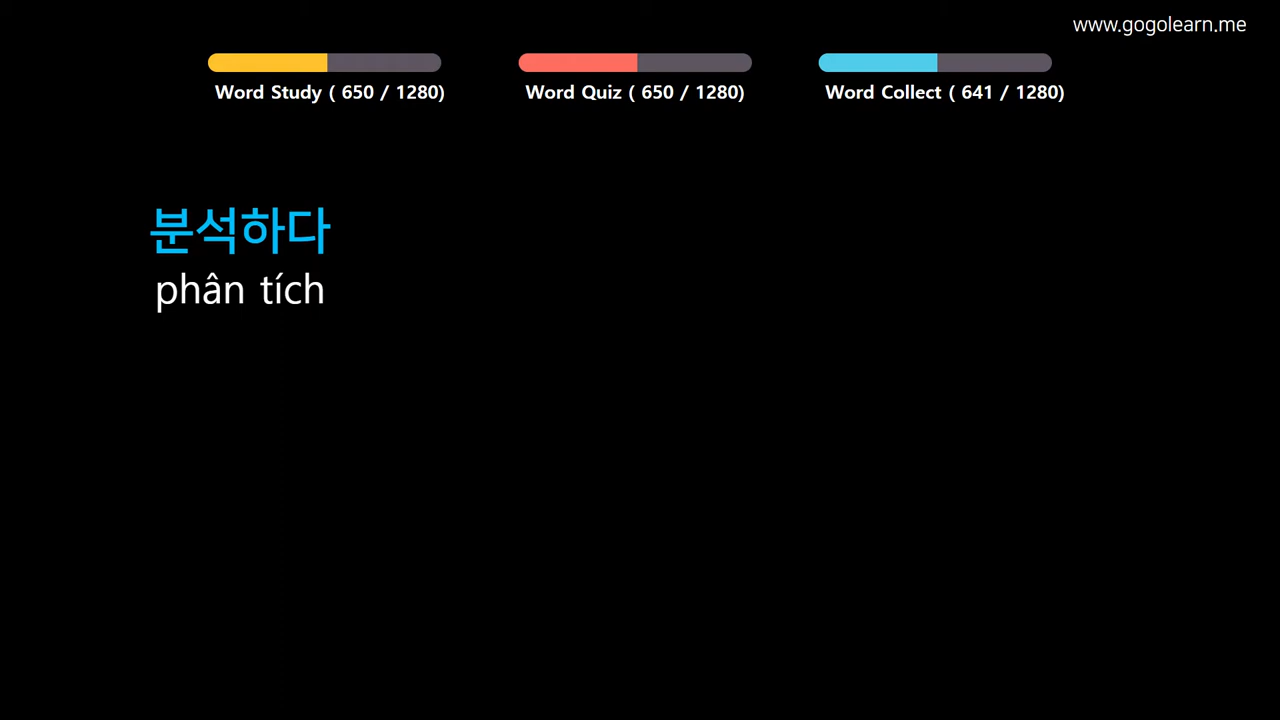 www.gogolearn.me
Word Study ( 650 / 1280)
Word Quiz ( 650 / 1280)
Word Collect ( 641 / 1280)
분석하다
phân tích